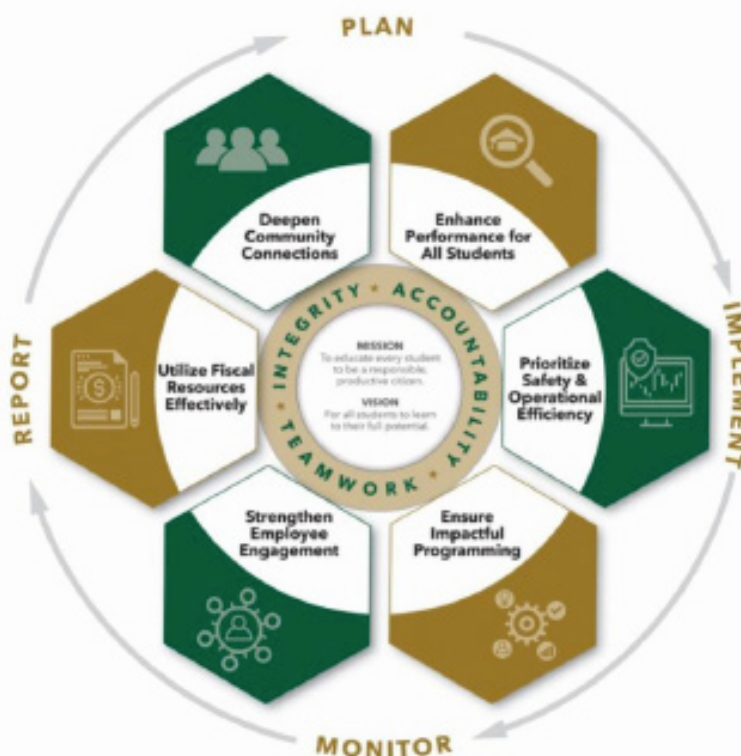 PLAN
Deepen
Community
Connections
Enhance
Performance for
All Students
REPORT
Utilize Fiscal
Resources
Effectively
INTEGRITY ★ ACCOUNTABILITY ★ TEAMWORK ★
MISSION
To educate every student
to be a responsible,
productive citizen.
VISION
For all students to learn
to their full potential.
Prioritize
Safety &
Operational
Efficiency
IMPLEMENT
Strengthen
Employee
Engagement
Ensure
Impactful
Programming
MONITOR